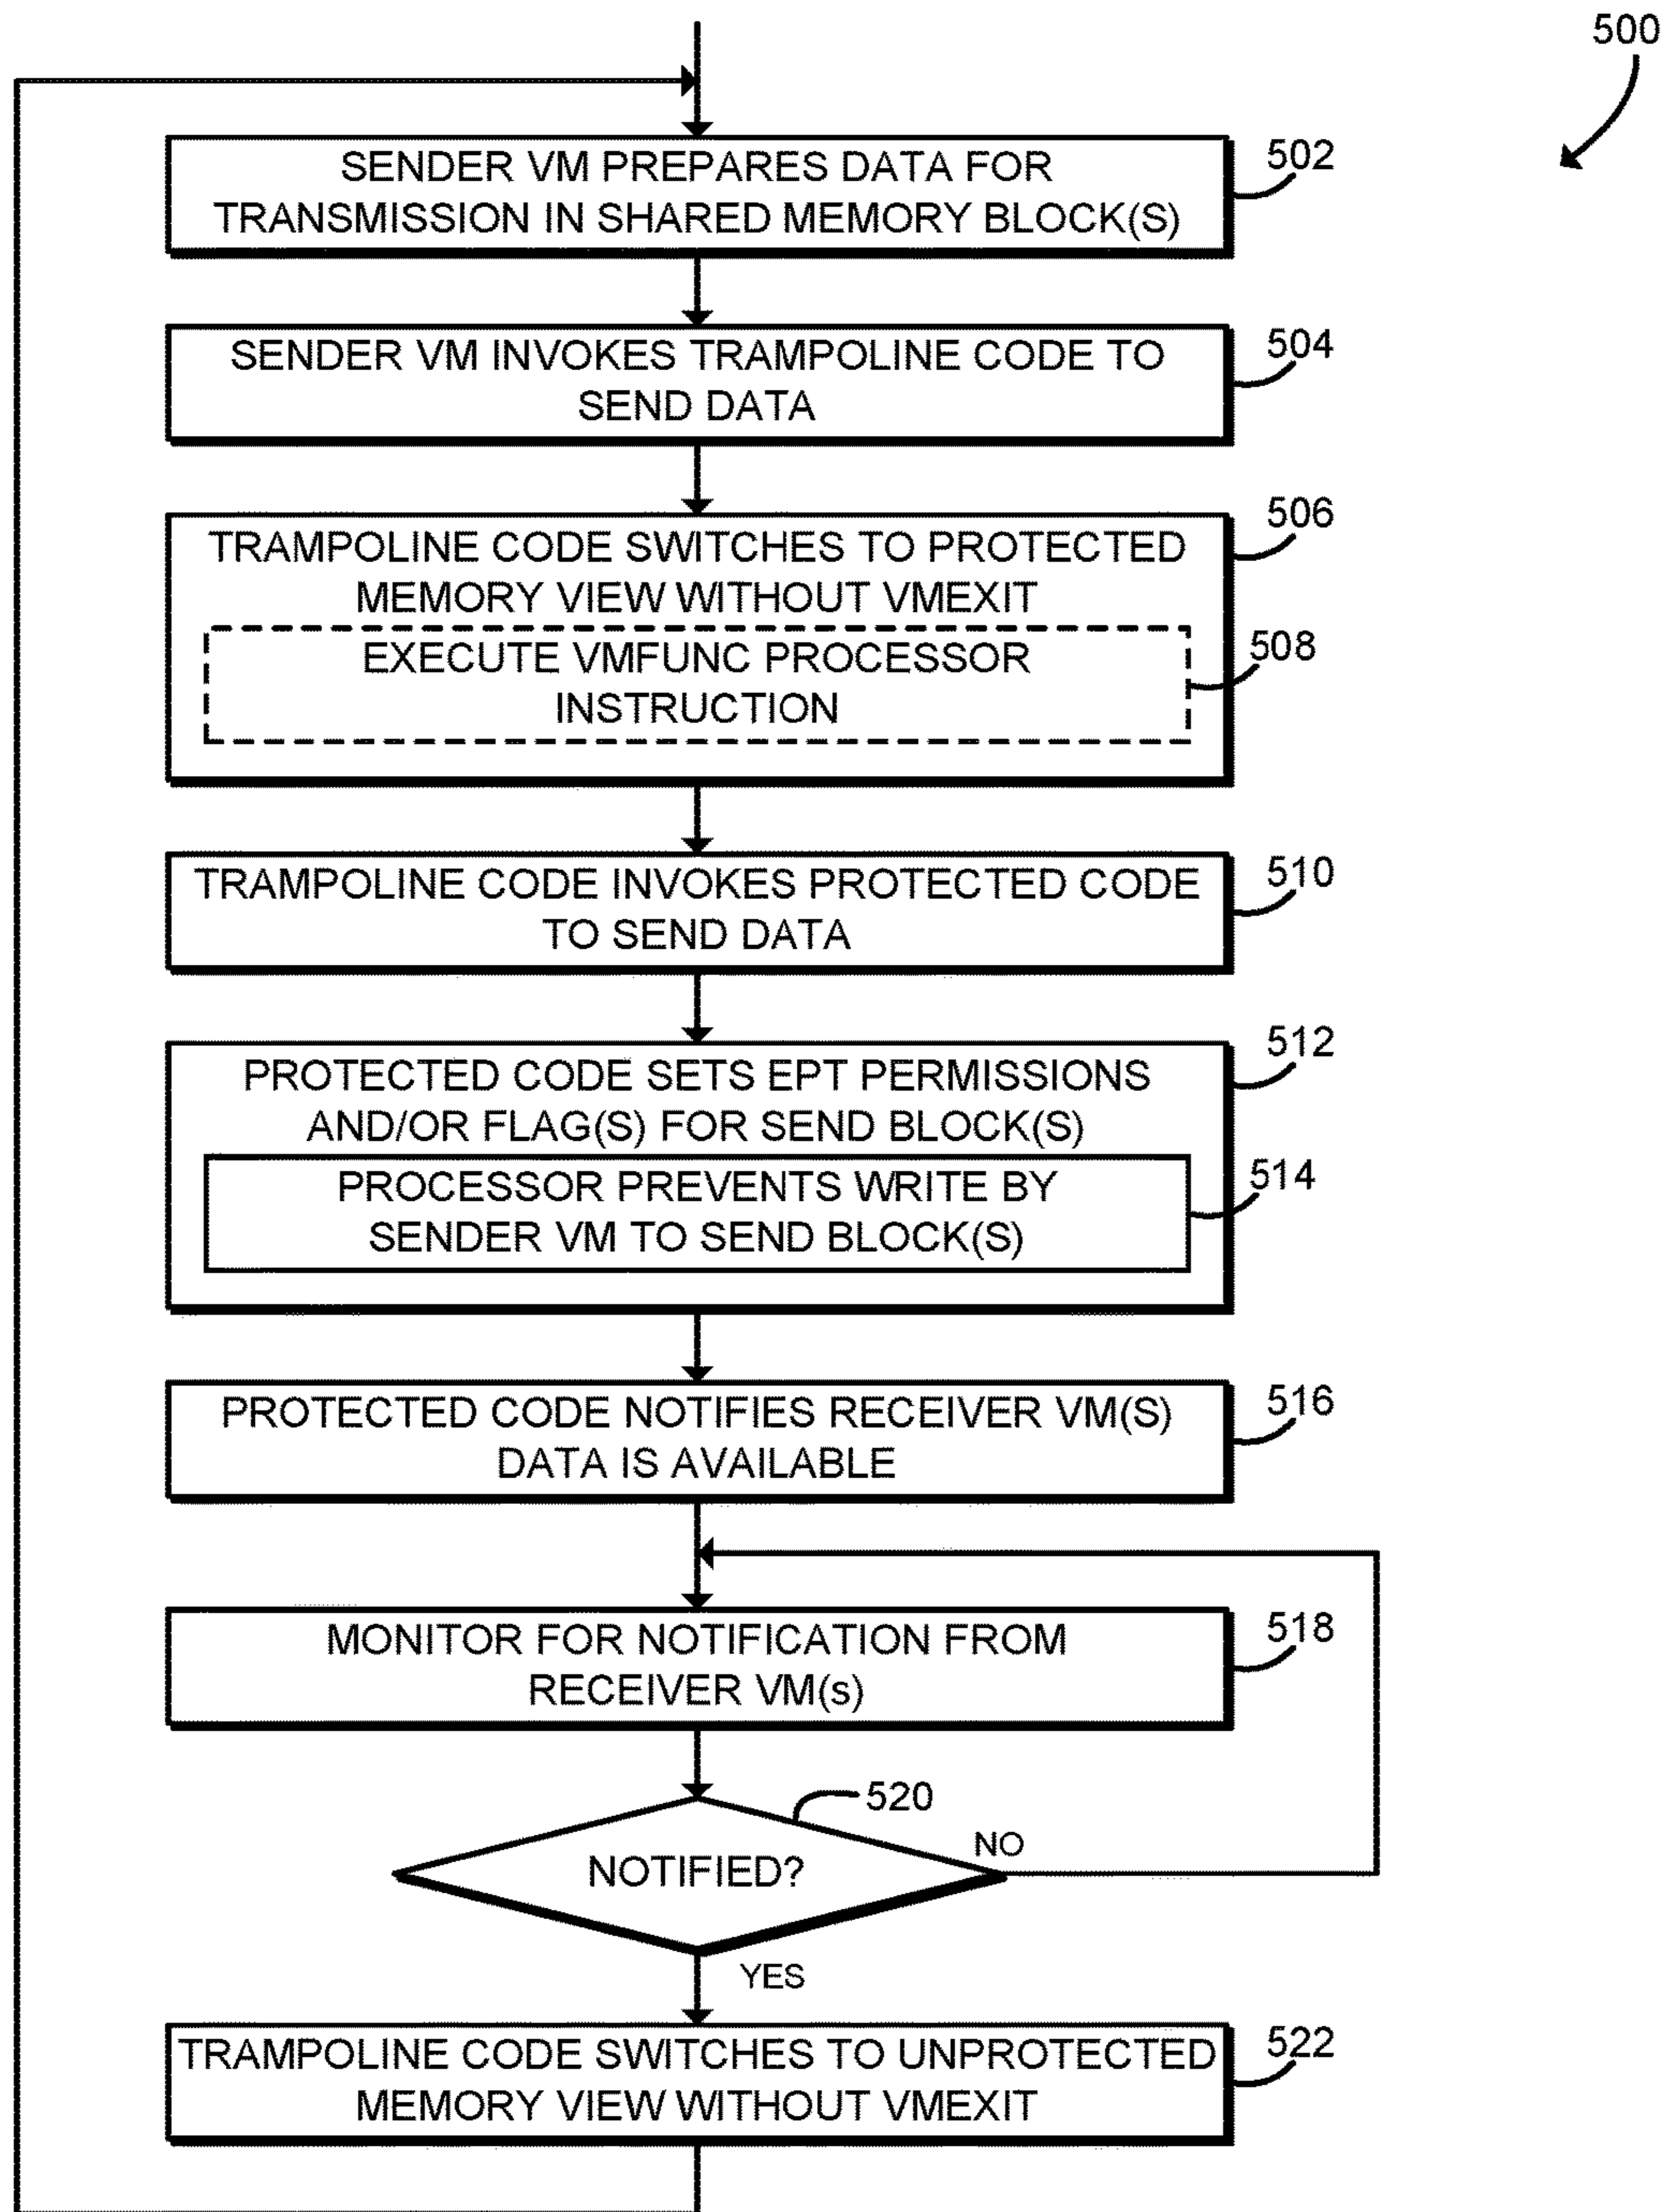 500
SENDER VM PREPARES DATA FOR
TRANSMISSION IN SHARED MEMORY BLOCK(S)
502
SENDER VM INVOKES TRAMPOLINE CODE TO
SEND DATA
504
TRAMPOLINE CODE SWITCHES TO PROTECTED
MEMORY VIEW WITHOUT VMEXIT
506
EXECUTE VMFUNC PROCESSOR
INSTRUCTION
508
TRAMPOLINE CODE INVOKES PROTECTED CODE
TO SEND DATA
510
PROTECTED CODE SETS EPT PERMISSIONS
AND/OR FLAG(S) FOR SEND BLOCK(S)
512
PROCESSOR PREVENTS WRITE BY
SENDER VM TO SEND BLOCK(S)
514
PROTECTED CODE NOTIFIES RECEIVER VM(S)
DATA IS AVAILABLE
516
MONITOR FOR NOTIFICATION FROM
RECEIVER VM(s)
518
520
NOTIFIED?
NO
YES
TRAMPOLINE CODE SWITCHES TO UNPROTECTED
MEMORY VIEW WITHOUT VMEXIT
522